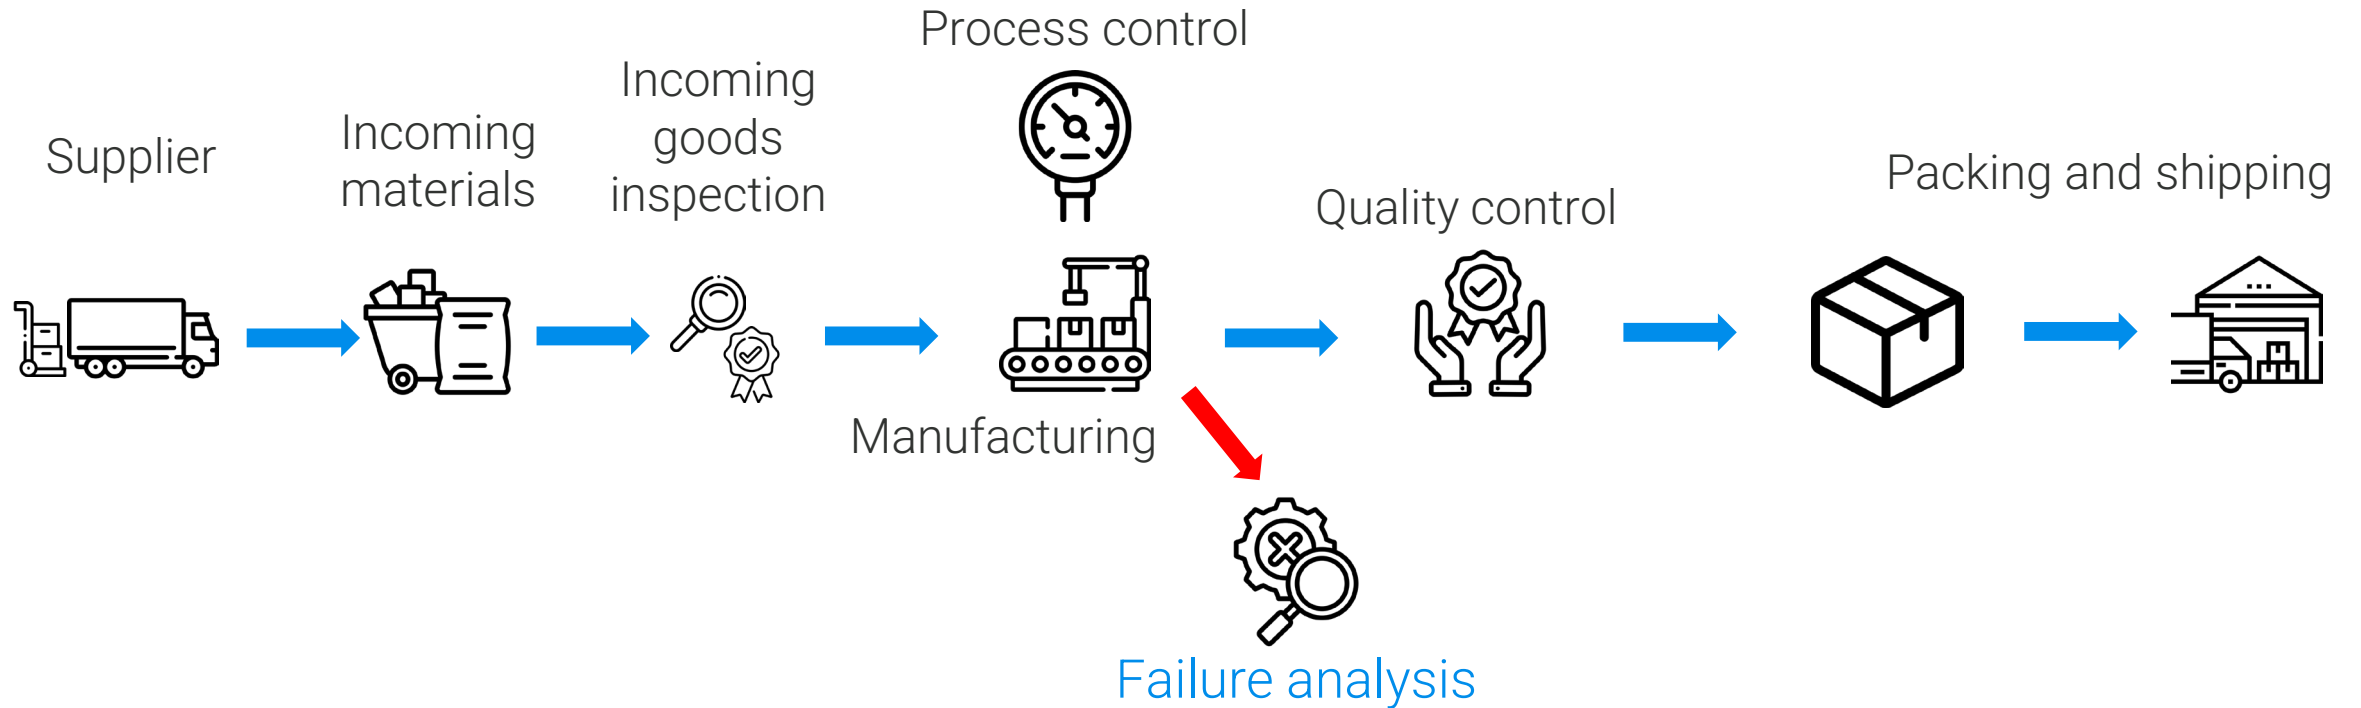 Supplier
Incoming
materials
Incoming
goods
inspection
Process control
Manufacturing
Quality control
Packing and shipping
Failure analysis